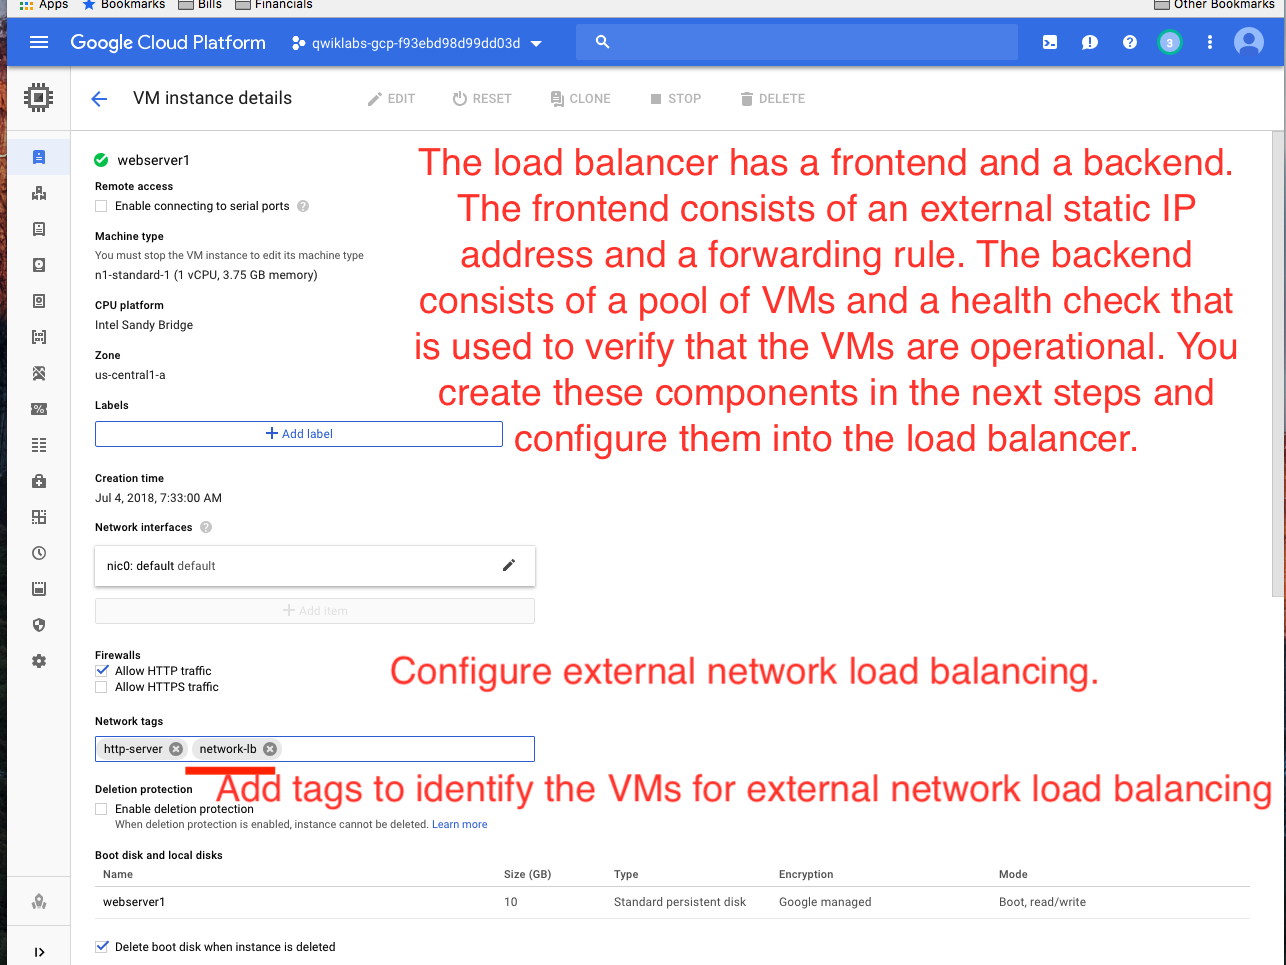 Apps Bookmarks Bills Financials Other Bookmarks
Google Cloud Platform qwiklabs-gcp-f93ebd98d99dd03d 3
VM instance details EDIT RESET CLONE STOP DELETE
webserver1
Remote access
Enable connecting to serial ports
Machine type
You must stop the VM instance to edit its machine type
n1-standard-1 (1 vCPU, 3.75 GB memory)
CPU platform
Intel Sandy Bridge
Zone
us-central1-a
Labels
Add label
The load balancer has a frontend and a backend.
The frontend consists of an external static IP
address and a forwarding rule. The backend
consists of a pool of VMs and a health check that
is used to verify that the VMs are operational. You
create these components in the next steps and
configure them into the load balancer.
Creation time
Jul 4, 2018, 7:33:00 AM
Network interfaces
nic0: default default
Add item
Firewalls
Allow HTTP traffic
Allow HTTPS traffic
Configure external network load balancing.
Network tags
http-server network-lb
Add tags to identify the VMs for external network load balancing
Deletion protection
Enable deletion protection
When deletion protection is enabled, instance cannot be deleted. Learn more
Boot disk and local disks
Name Size (GB) Type Encryption Mode
webserver1 10 Standard persistent disk Google managed Boot, read/write
Delete boot disk when instance is deleted